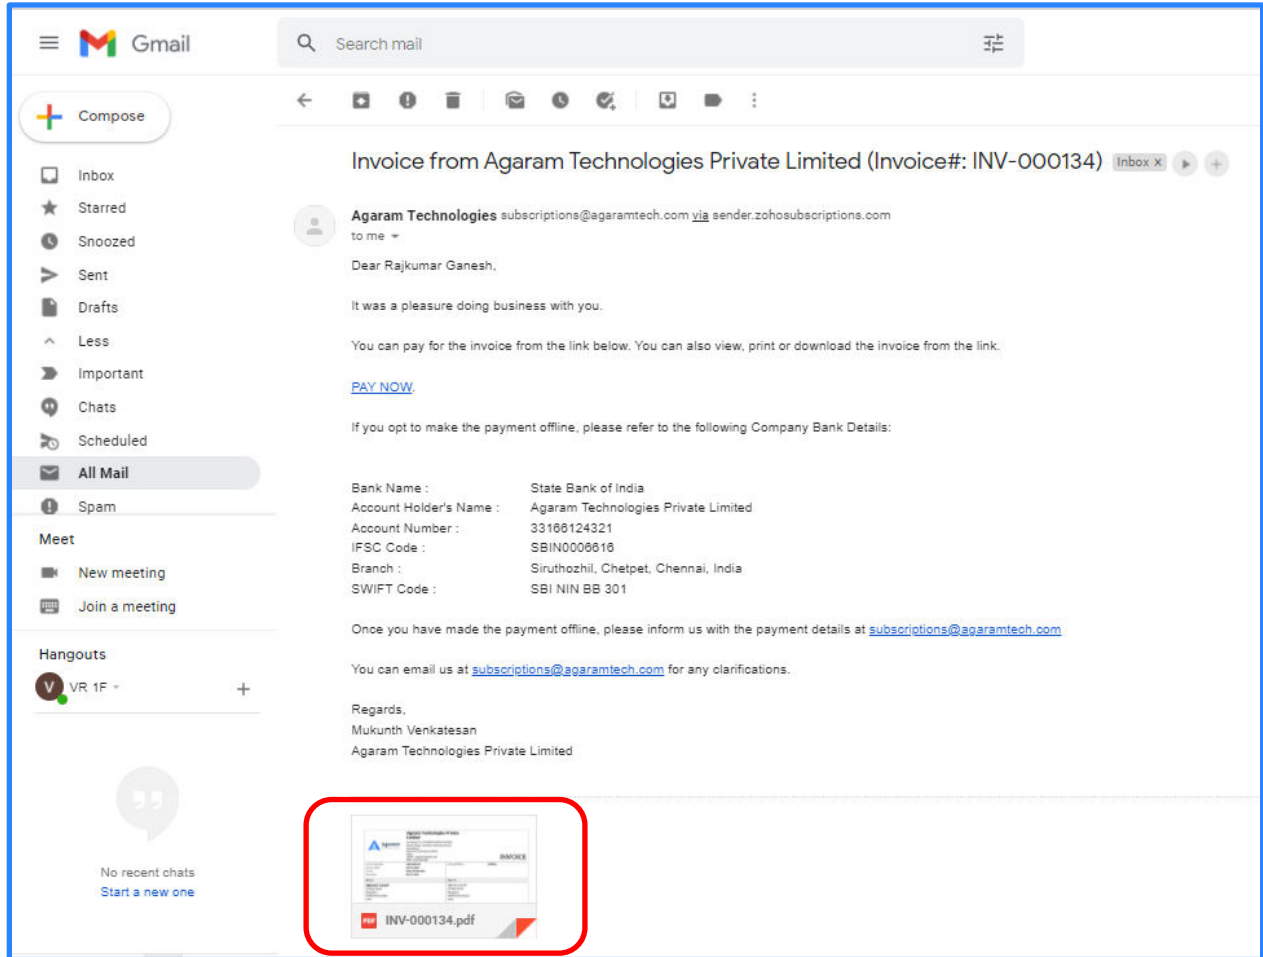 Gmail
Search mail
Compose
Inbox
Starred
Snoozed
Sent
Drafts
Less
Important
Chats
Scheduled
All Mail
Spam
Meet
New meeting
Join a meeting
Hangouts
V VR 1F
No recent chats
Start a new one
Invoice from Agaram Technologies Private Limited (Invoice#: INV-000134) Inbox x
Agaram Technologies subscriptions@agaramtech.com via sender.zohosubscriptions.com
to me
Dear Rajkumar Ganesh,
It was a pleasure doing business with you.
You can pay for the invoice from the link below. You can also view, print or download the invoice from the link.
PAY NOW.
If you opt to make the payment offline, please refer to the following Company Bank Details:
Bank Name : State Bank of India
Account Holder's Name : Agaram Technologies Private Limited
Account Number : 33166124321
IFSC Code : SBIN0006616
Branch : Siruthozhil, Chetpet, Chennai, India
SWIFT Code : SBI NIN BB 301
Once you have made the payment offline, please inform us with the payment details at subscriptions@agaramtech.com
You can email us at subscriptions@agaramtech.com for any clarifications.
Regards,
Mukunth Venkatesan
Agaram Technologies Private Limited
Agaram Technologies Private
Limited
Agaram
INVOICE
PDF INV-000134.pdf